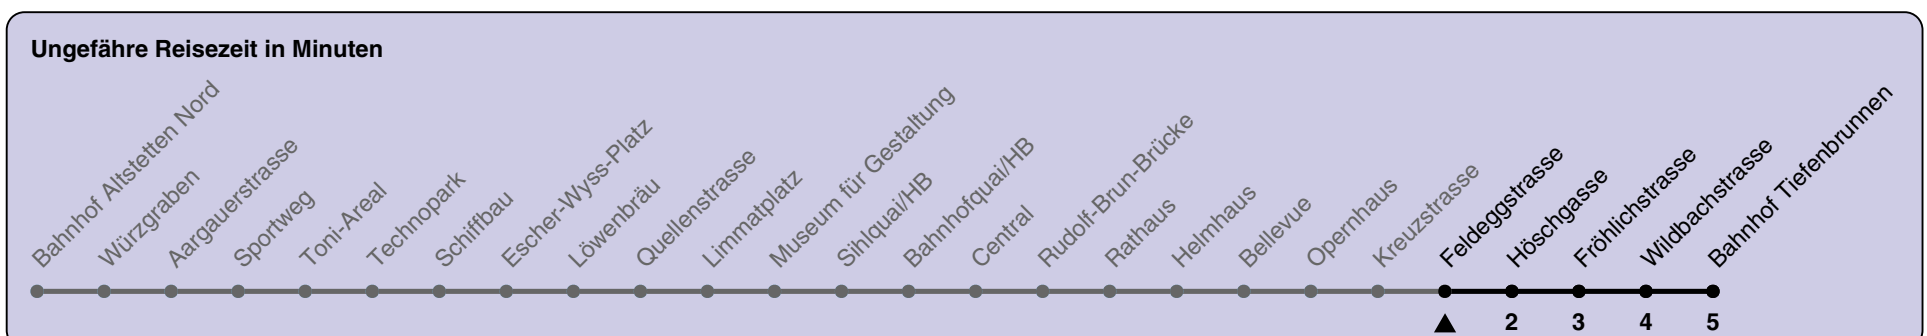 Ungefähre Reisezeit in Minuten
Bahnhof Altstetten Nord
Würzgraben
Aargauerstrasse
Sportweg
Toni-Areal
Technopark
Schiffbau
Escher-Wyss-Platz
Löwenbräu
Quellenstrasse
Limmatplatz
Museum für Gestaltung
Sihlquai/HB
Bahnhofquai/HB
Central
Rudolf-Brun-Brücke
Rathaus
Helmhaus
Bellevue
Opernhaus
Kreuzstrasse
Feldeggstrasse
Höschgasse
Fröhlichstrasse
Wildbachstrasse
Bahnhof Tiefenbrunnen
2 3 4 5